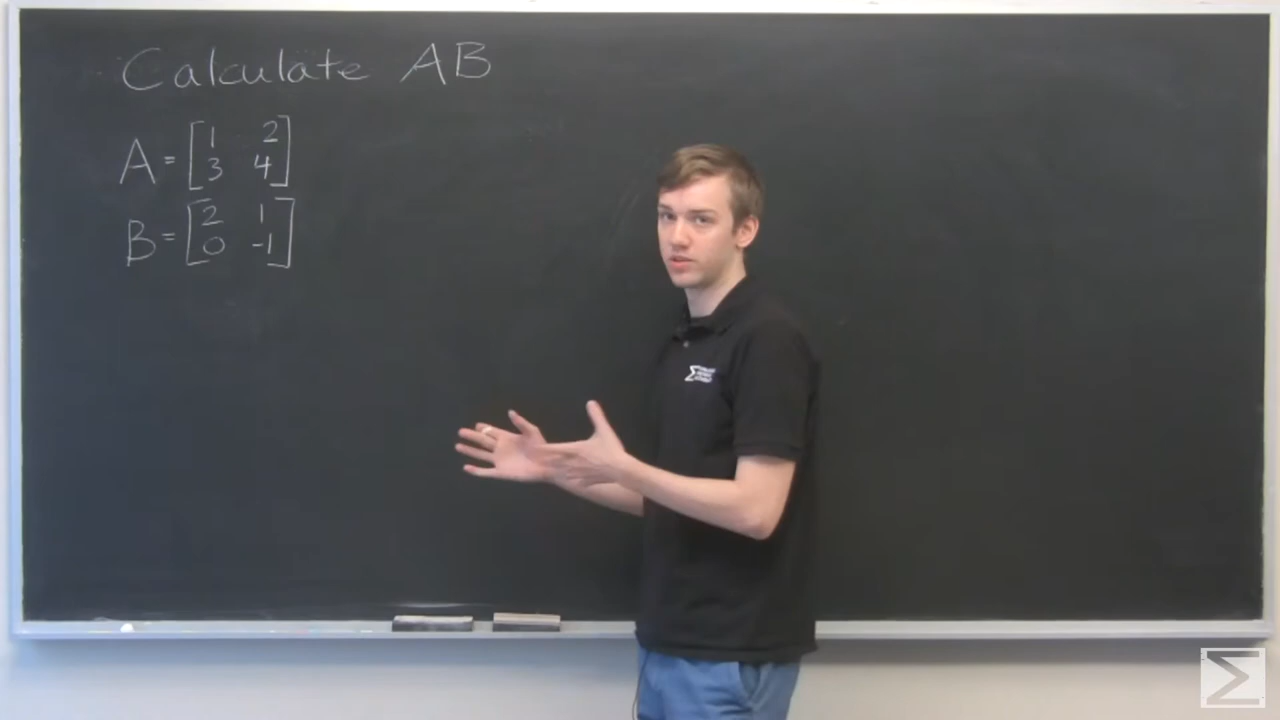 Calculate AB
A = [1 2
3 4]
B = [2 1
0 -1]
Σ
Σ